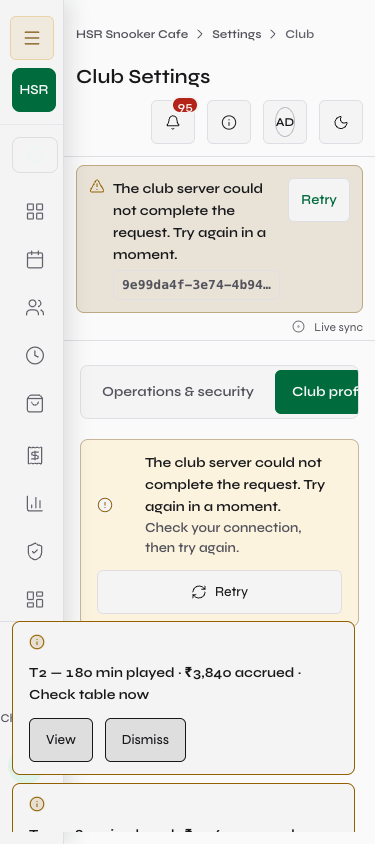 HSR Snooker Cafe > Settings > Club
HSR
Club Settings
95
AD
The club server could
not complete the
request. Try again in a
moment.
Retry
9e99da4f-3e74-4b94…
Live sync
Operations & security
Club prof
The club server could not
complete the request. Try
again in a moment.
Check your connection,
then try again.
Retry
T2 — 180 min played · ₹3,840 accrued ·
Check table now
View
Dismiss